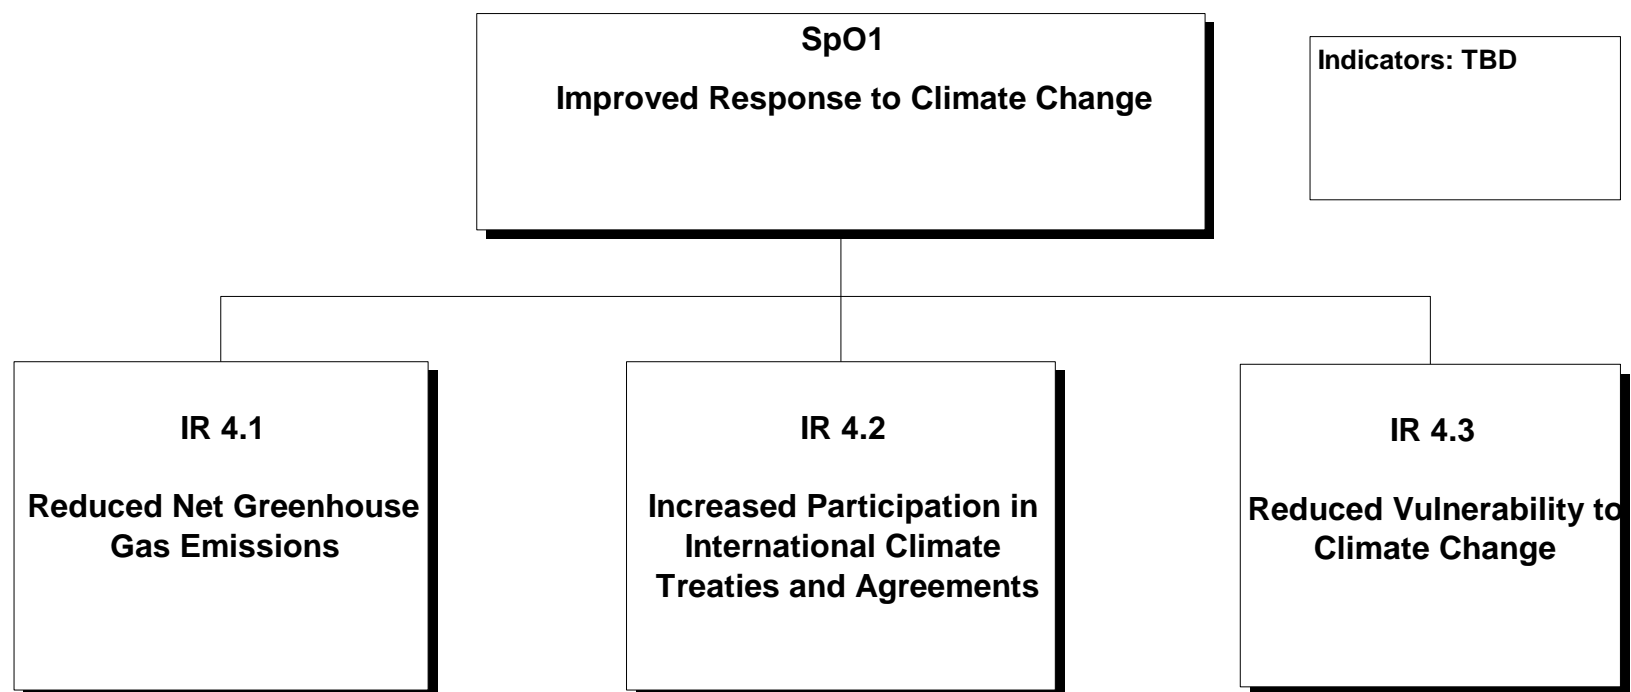 SpO1
Improved Response to Climate Change
Indicators: TBD
IR 4.1
Reduced Net Greenhouse
Gas Emissions
IR 4.2
Increased Participation in
International Climate
Treaties and Agreements
IR 4.3
Reduced Vulnerability to
Climate Change